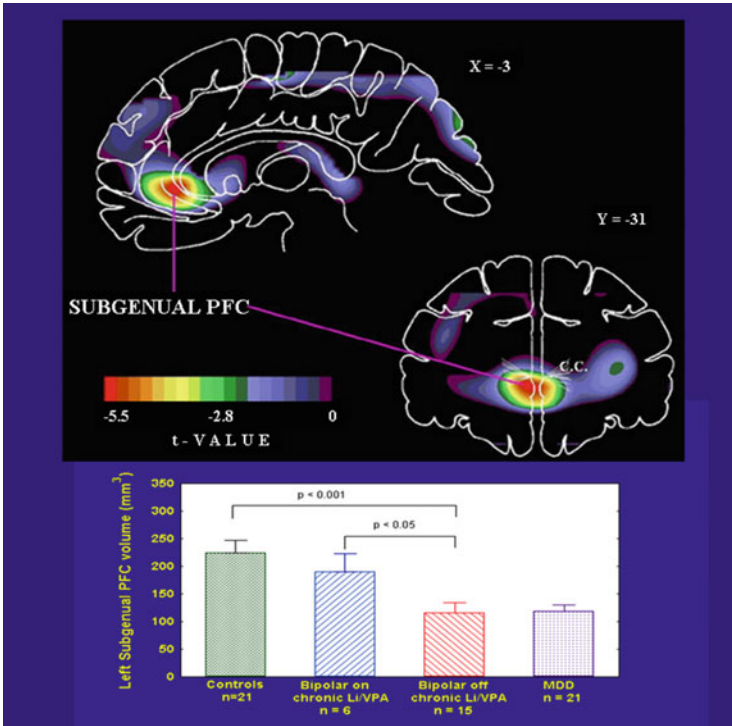 X = -3
Y = -31
SUBGENUAL PFC
C.C.
-5.5 -2.8 0
t - V A L U E
Left Subgenual PFC volume (mm³)
350
300
250
200
150
100
50
0
p < 0.001
p < 0.05
Controls
n=21
Bipolar on
chronic Li/VPA
n = 6
Bipolar off
chronic Li/VPA
n = 15
MDD
n = 21